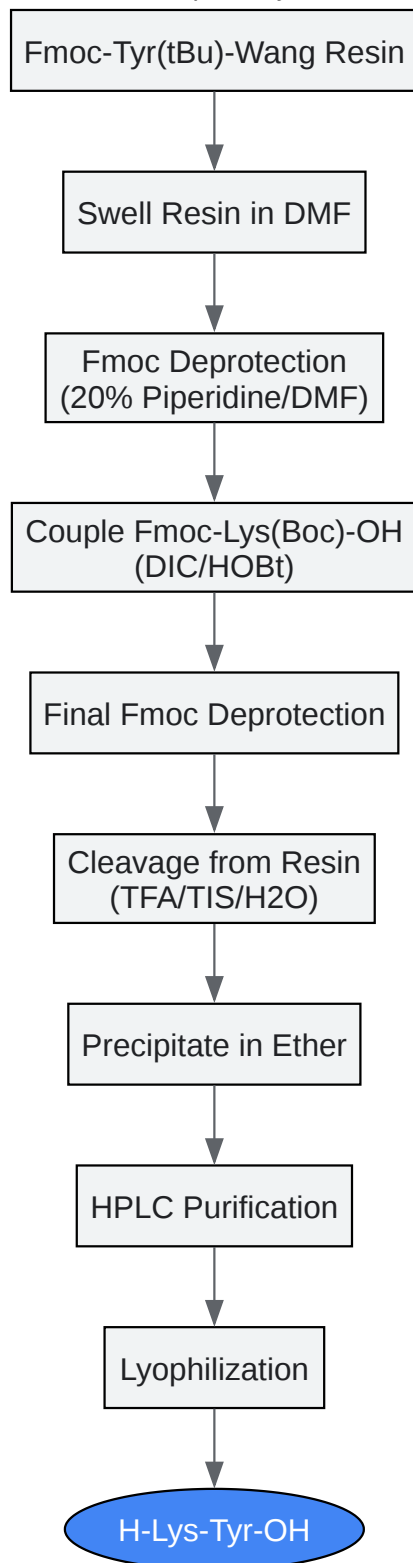 Fmoc-Tyr(tBu)-Wang Resin
Swell Resin in DMF
Fmoc Deprotection
(20% Piperidine/DMF)
Couple Fmoc-Lys(Boc)-OH
(DIC/HOBt)
Final Fmoc Deprotection
Cleavage from Resin
(TFA/TIS/H2O)
Precipitate in Ether
HPLC Purification
Lyophilization
H-Lys-Tyr-OH